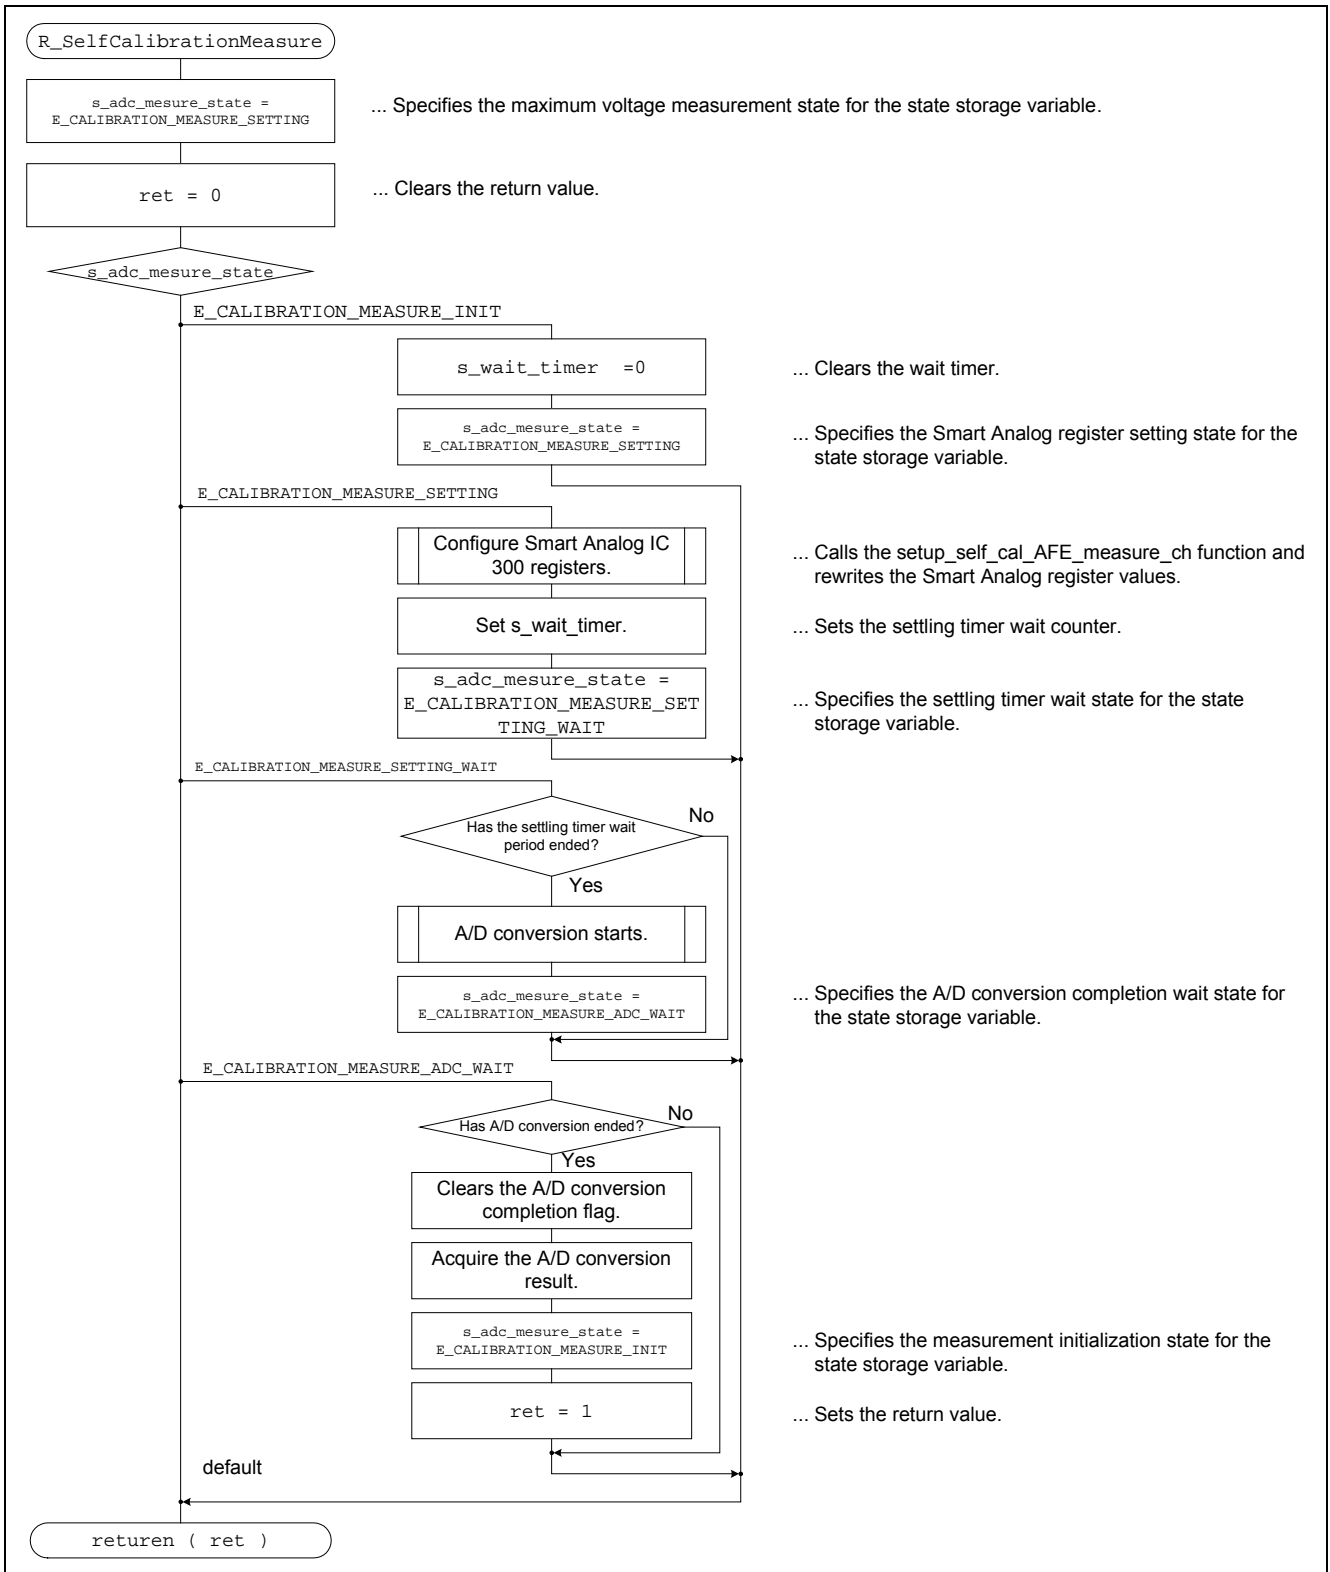 R_SelfCalibrationMeasure
s_adc_mesure_state =
E_CALIBRATION_MEASURE_SETTING
... Specifies the maximum voltage measurement state for the state storage variable.
ret = 0
... Clears the return value.
s_adc_mesure_state
E_CALIBRATION_MEASURE_INIT
s_wait_timer =0
... Clears the wait timer.
s_adc_mesure_state =
E_CALIBRATION_MEASURE_SETTING
... Specifies the Smart Analog register setting state for the
state storage variable.
E_CALIBRATION_MEASURE_SETTING
Configure Smart Analog IC
300 registers.
... Calls the setup_self_cal_AFE_measure_ch function and
rewrites the Smart Analog register values.
Set s_wait_timer.
... Sets the settling timer wait counter.
s_adc_mesure_state =
E_CALIBRATION_MEASURE_SET
TING_WAIT
... Specifies the settling timer wait state for the state
storage variable.
E_CALIBRATION_MEASURE_SETTING_WAIT
No
Has the settling timer wait
period ended?
Yes
A/D conversion starts.
s_adc_mesure_state =
E_CALIBRATION_MEASURE_ADC_WAIT
... Specifies the A/D conversion completion wait state for
the state storage variable.
E_CALIBRATION_MEASURE_ADC_WAIT
No
Has A/D conversion ended?
Yes
Clears the A/D conversion
completion flag.
Acquire the A/D conversion
result.
s_adc_mesure_state =
E_CALIBRATION_MEASURE_INIT
... Specifies the measurement initialization state for the
state storage variable.
ret = 1
... Sets the return value.
default
returen ( ret )